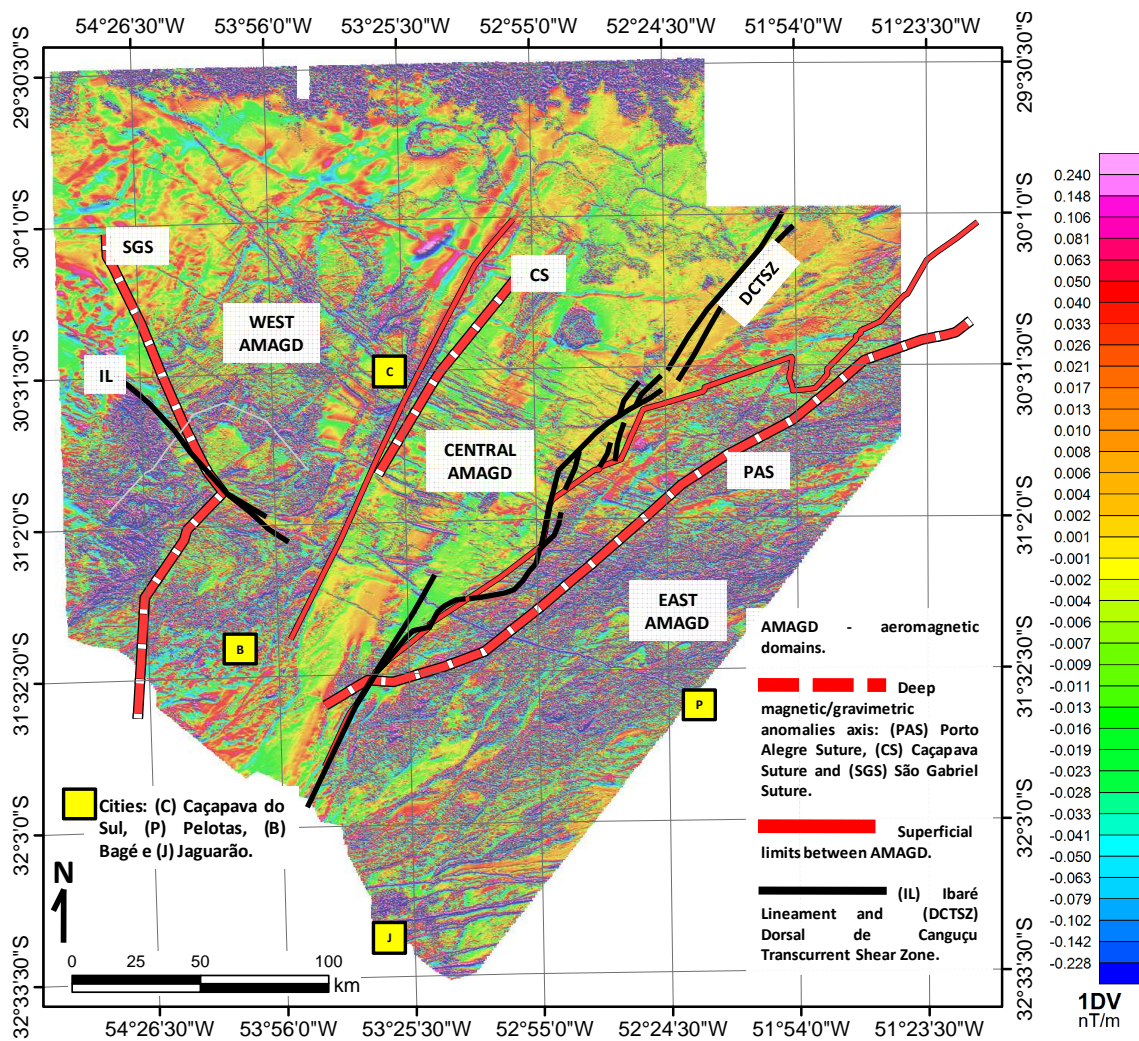 54°26'30"W 53°56'0"W 53°25'30"W 52°55'0"W 52°24'30"W 51°54'0"W 51°23'30"W
29°30'30"S
30°1'0"S
30°31'30"S
31°2'0"S
31°32'30"S
32°3'0"S
32°33'30"S
29°30'30"S
30°1'0"S
30°31'30"S
31°2'0"S
31°32'30"S
32°3'0"S
32°33'30"S
SGS
WEST
AMAGD
IL
CS
C
CENTRAL
AMAGD
DCTSZ
PAS
EAST
AMAGD
B
P
J
AMAGD - aeromagnetic
domains.
Deep
magnetic/gravimetric
anomalies axis: (PAS) Porto
Alegre Suture, (CS) Caçapava
Suture and (SGS) São Gabriel
Suture.
Superficial
limits between AMAGD.
(IL) Ibaré
Lineament and (DCTSZ)
Dorsal de Canguçu
Transcurrent Shear Zone.
Cities: (C) Caçapava do
Sul, (P) Pelotas, (B)
Bagé e (J) Jaguarão.
N
0 25 50 100
km
54°26'30"W 53°56'0"W 53°25'30"W 52°55'0"W 52°24'30"W 51°54'0"W 51°23'30"W
0.240
0.148
0.106
0.081
0.063
0.050
0.040
0.033
0.026
0.021
0.017
0.013
0.010
0.008
0.006
0.004
0.002
0.001
-0.001
-0.002
-0.004
-0.006
-0.007
-0.009
-0.011
-0.013
-0.016
-0.019
-0.023
-0.028
-0.033
-0.041
-0.050
-0.063
-0.079
-0.102
-0.142
-0.228
1DV
nT/m